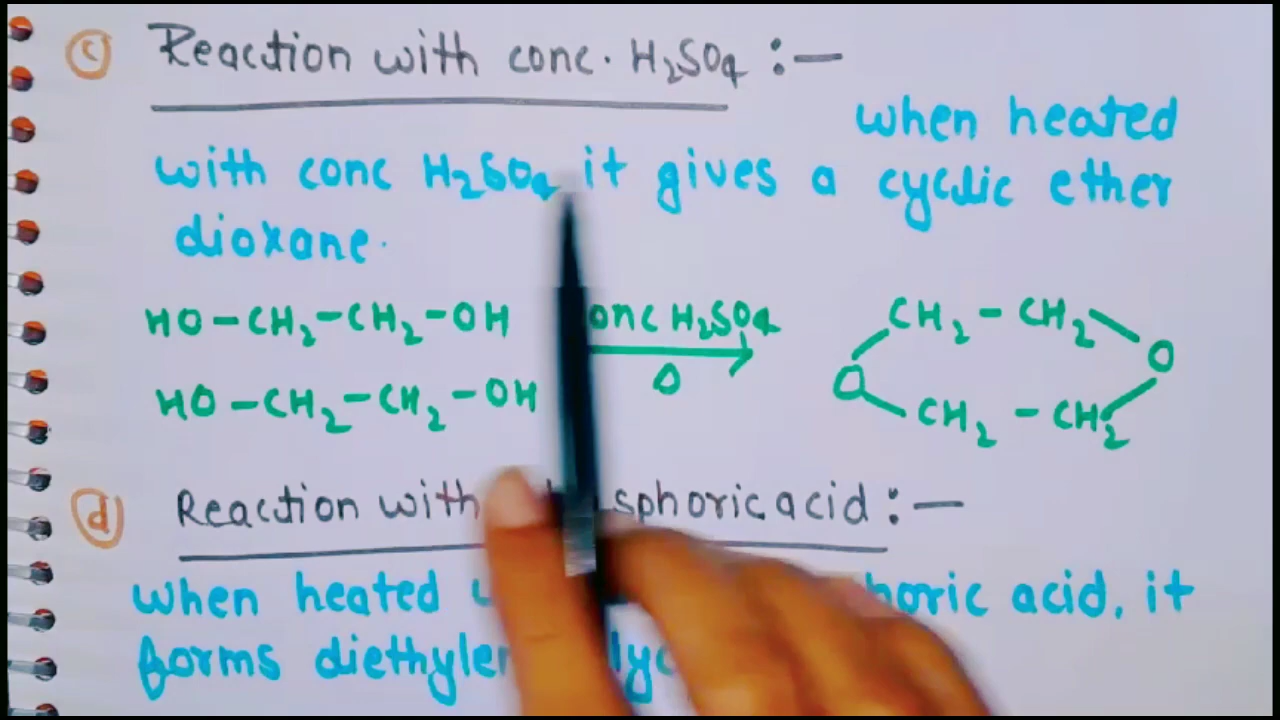 (c) Reaction with conc. H2SO4 :-
when heated
with conc H2SO4 it gives a cyclic ether
dioxane.
HO-CH2-CH2-OH onc H2SO4 CH2-CH2
Δ O O
HO-CH2-CH2-OH CH2-CH2
(d) Reaction with sphoric acid :-
when heated horic acid, it
forms diethylen